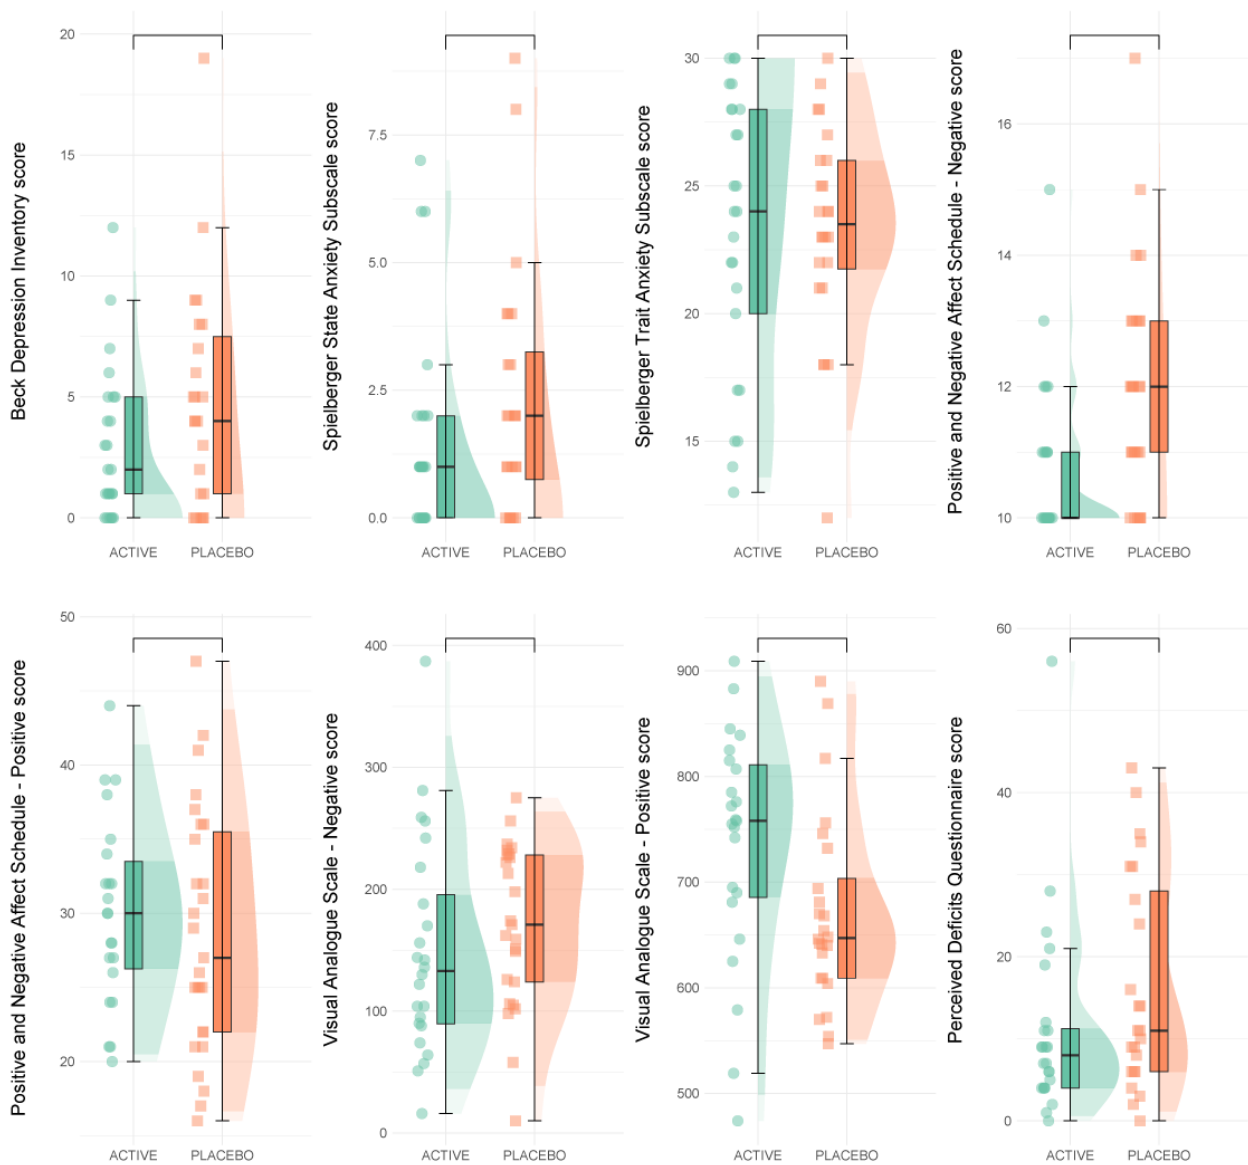 Beck Depression Inventory score
20
15
10
5
0
ACTIVE
PLACEBO
Spielberger State Anxiety Subscale score
7.5
5.0
2.5
0.0
ACTIVE
PLACEBO
Spielberger Trait Anxiety Subscale score
30
25
20
15
ACTIVE
PLACEBO
Positive and Negative Affect Schedule - Negative score
16
14
12
10
ACTIVE
PLACEBO
Positive and Negative Affect Schedule - Positive score
50
40
30
20
ACTIVE
PLACEBO
Visual Analogue Scale - Negative score
400
300
200
100
0
ACTIVE
PLACEBO
Visual Analogue Scale - Positive score
900
800
700
600
500
ACTIVE
PLACEBO
Perceived Deficits Questionnaire score
60
40
20
0
ACTIVE
PLACEBO